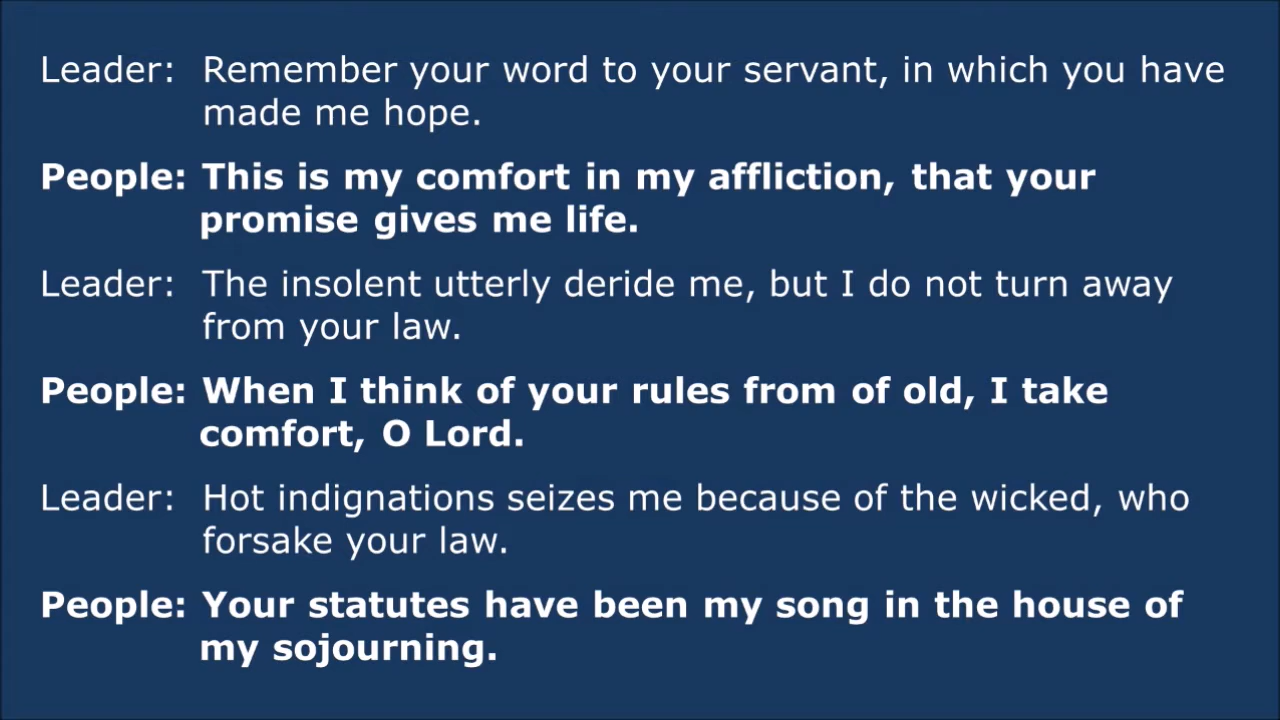 Leader: Remember your word to your servant, in which you have
made me hope.
People: This is my comfort in my affliction, that your
promise gives me life.
Leader: The insolent utterly deride me, but I do not turn away
from your law.
People: When I think of your rules from of old, I take
comfort, O Lord.
Leader: Hot indignations seizes me because of the wicked, who
forsake your law.
People: Your statutes have been my song in the house of
my sojourning.